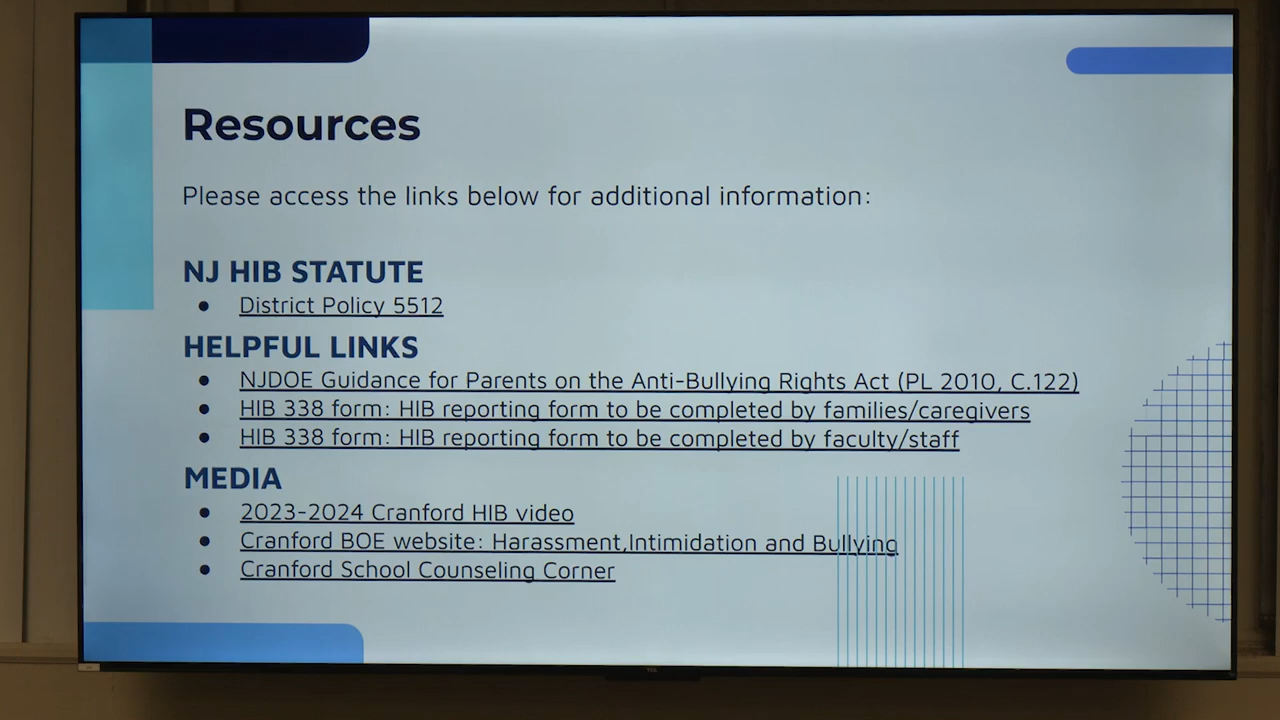 Resources
Please access the links below for additional information:
NJ HIB STATUTE
● District Policy 5512
HELPFUL LINKS
● NJDOE Guidance for Parents on the Anti-Bullying Rights Act (PL 2010, C.122)
● HIB 338 form: HIB reporting form to be completed by families/caregivers
● HIB 338 form: HIB reporting form to be completed by faculty/staff
MEDIA
● 2023-2024 Cranford HIB video
● Cranford BOE website: Harassment,Intimidation and Bullying
● Cranford School Counseling Corner
TCL